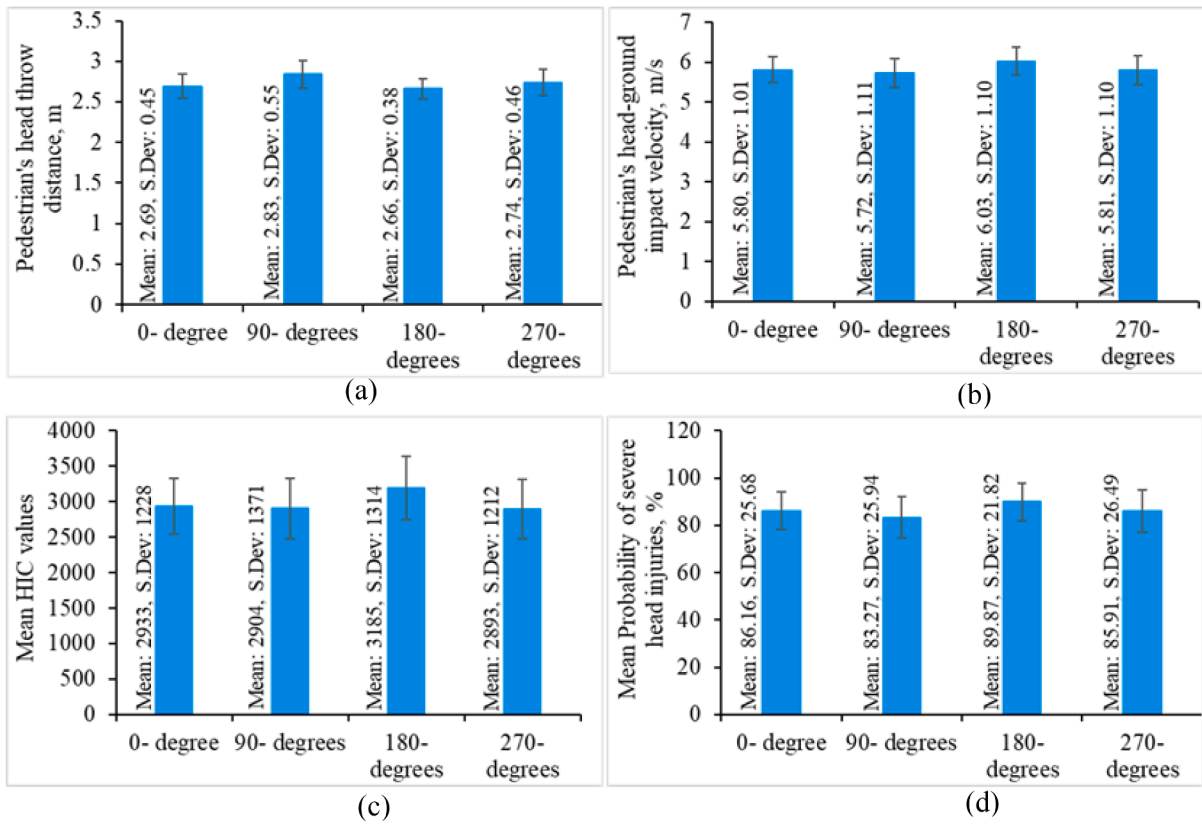 Pedestrian's head throw
distance, m
3.5
3
2.5
2
1.5
1
0.5
0
Mean: 2.69, S.Dev: 0.45
Mean: 2.83, S.Dev: 0.55
Mean: 2.66, S.Dev: 0.38
Mean: 2.74, S.Dev: 0.46
0- degree
90- degrees
180-
degrees
270-
degrees
(a)
Pedestrian's head-ground
impact velocity, m/s
7
6
5
4
3
2
1
0
Mean: 5.80, S.Dev: 1.01
Mean: 5.72, S.Dev: 1.11
Mean: 6.03, S.Dev: 1.10
Mean: 5.81, S.Dev: 1.10
0- degree
90- degrees
180-
degrees
270-
degrees
(b)
Mean HIC values
4000
3500
3000
2500
2000
1500
1000
500
0
Mean: 2933, S.Dev: 1228
Mean: 2904, S.Dev: 1371
Mean: 3185, S.Dev: 1314
Mean: 2893, S.Dev: 1212
0- degree
90- degrees
180-
degrees
270-
degrees
(c)
Mean Probability of severe
head injuries, %
120
100
80
60
40
20
0
Mean: 86.16, S.Dev: 25.68
Mean: 83.27, S.Dev: 25.94
Mean: 89.87, S.Dev: 21.82
Mean: 85.91, S.Dev: 26.49
0- degree
90- degrees
180-
degrees
270-
degrees
(d)